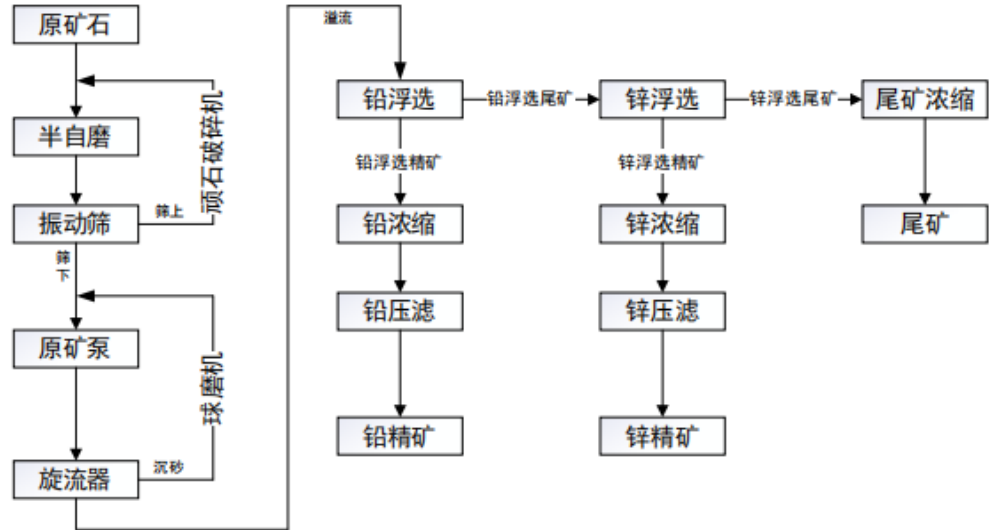 原矿石
半自磨
振动筛
筛上
顽石破碎机
筛
下
原矿泵
旋流器
沉砂
球磨机
溢流
铅浮选
铅浮选尾矿
锌浮选
锌浮选尾矿
尾矿浓缩
铅浮选精矿
锌浮选精矿
铅浓缩
锌浓缩
尾矿
铅压滤
锌压滤
铅精矿
锌精矿